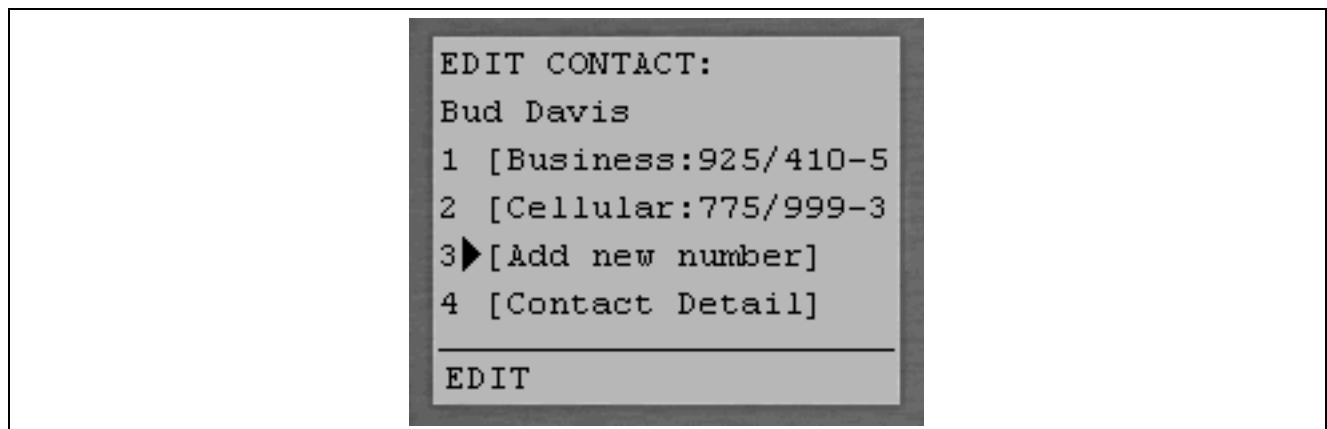 EDIT CONTACT:
Bud Davis
1 [Business:925/410-5
2 [Cellular:775/999-3
3▶[Add new number]
4 [Contact Detail]
EDIT